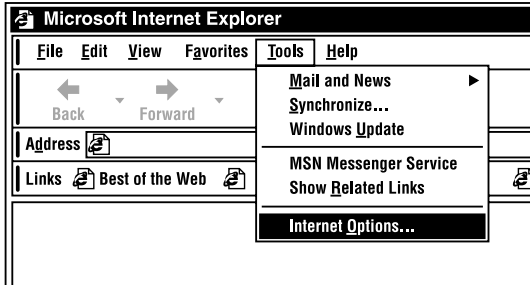 Microsoft Internet Explorer
File Edit View Favorites Tools Help
Mail and News
Synchronize...
Windows Update
MSN Messenger Service
Show Related Links
Internet Options...
Back Forward
Address
Links Best of the Web